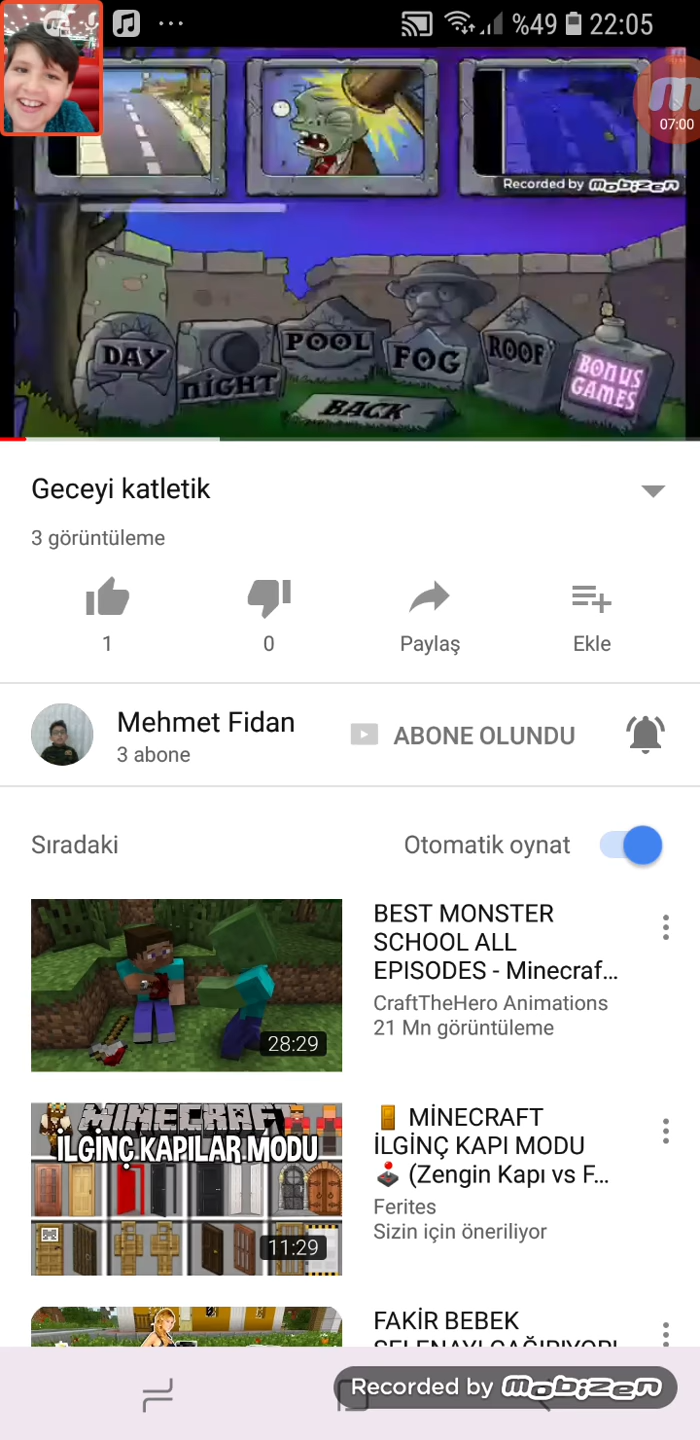 %49 22:05
07:00
Recorded by mobizen
DAY
NIGHT
POOL
FOG
ROOF
BONUS
GAMES
BACK
Geceyi katletik
3 görüntüleme
1
0
Paylaş
Ekle
Mehmet Fidan
3 abone
ABONE OLUNDU
Sıradaki
Otomatik oynat
28:29
BEST MONSTER
SCHOOL ALL
EPISODES - Minecraf...
CraftTheHero Animations
21 Mn görüntüleme
MINECRAFT
İLGİNÇ KAPILAR MODU
11:29
🚪 MİNECRAFT
İLGİNÇ KAPI MODU
🕹️ (Zengin Kapı vs F...
Ferites
Sizin için öneriliyor
FAKİR BEBEK
SELENAYI ÇAĞIRIYOR!
Recorded by mobizen